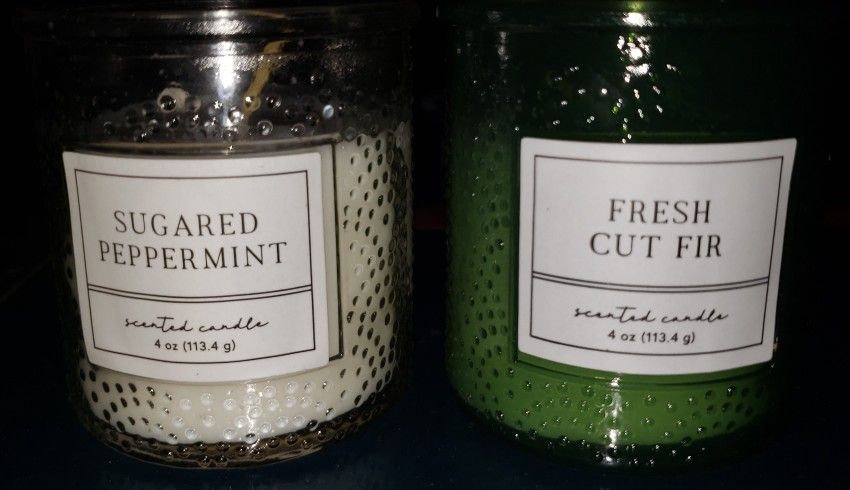 SUGARED
PEPPERMINT
scented candle
4 oz (113.4 g)
FRESH
CUT FIR
scented candle
4 oz (113.4 g)